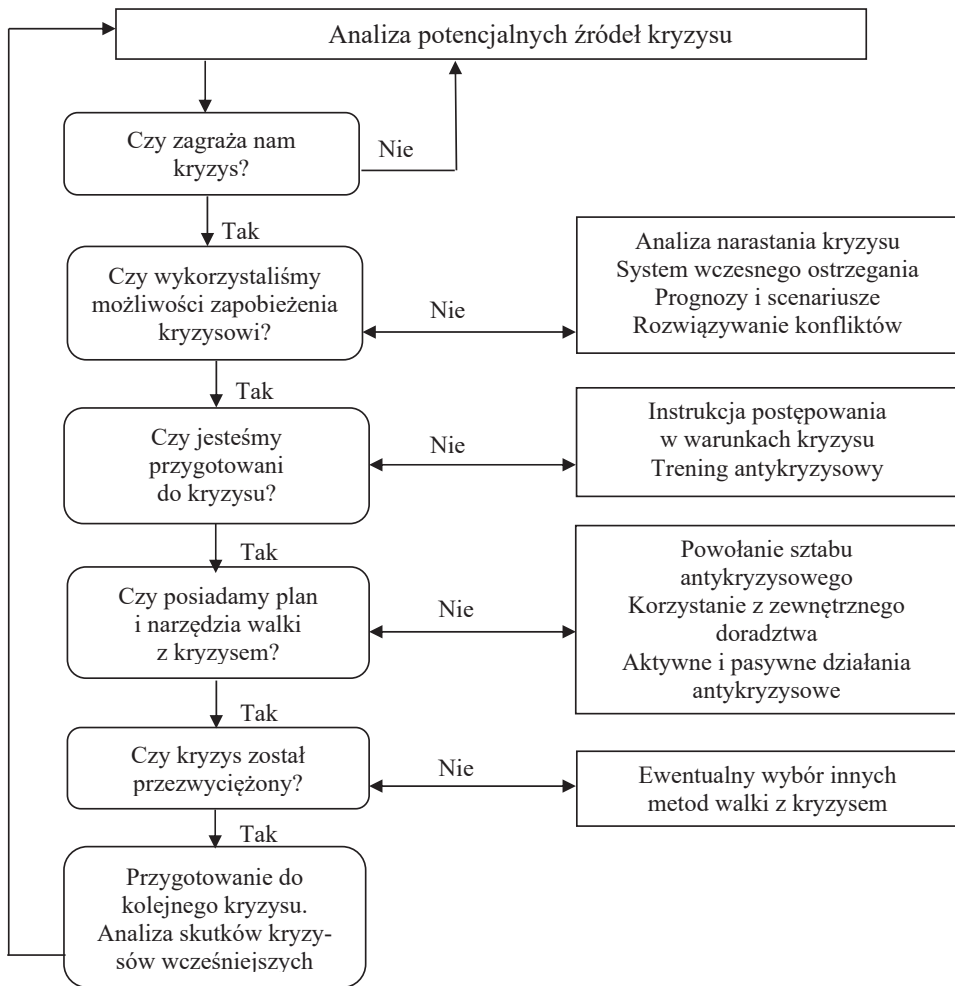 Analiza potencjalnych źródeł kryzysu
Czy zagraża nam
kryzys?
Nie
Tak
Czy wykorzystaliśmy
możliwości zapobieżenia
kryzysowi?
Nie
Analiza narastania kryzysu
System wczesnego ostrzegania
Prognozy i scenariusze
Rozwiązywanie konfliktów
Tak
Czy jesteśmy
przygotowani
do kryzysu?
Nie
Instrukcja postępowania
w warunkach kryzysu
Trening antykryzysowy
Tak
Czy posiadamy plan
i narzędzia walki
z kryzysem?
Nie
Powołanie sztabu
antykryzysowego
Korzystanie z zewnętrznego
doradztwa
Aktywne i pasywne działania
antykryzysowe
Tak
Czy kryzys został
przezwyciężony?
Nie
Ewentualny wybór innych
metod walki z kryzysem
Tak
Przygotowanie do
kolejnego kryzysu.
Analiza skutków kryzy-
sów wcześniejszych